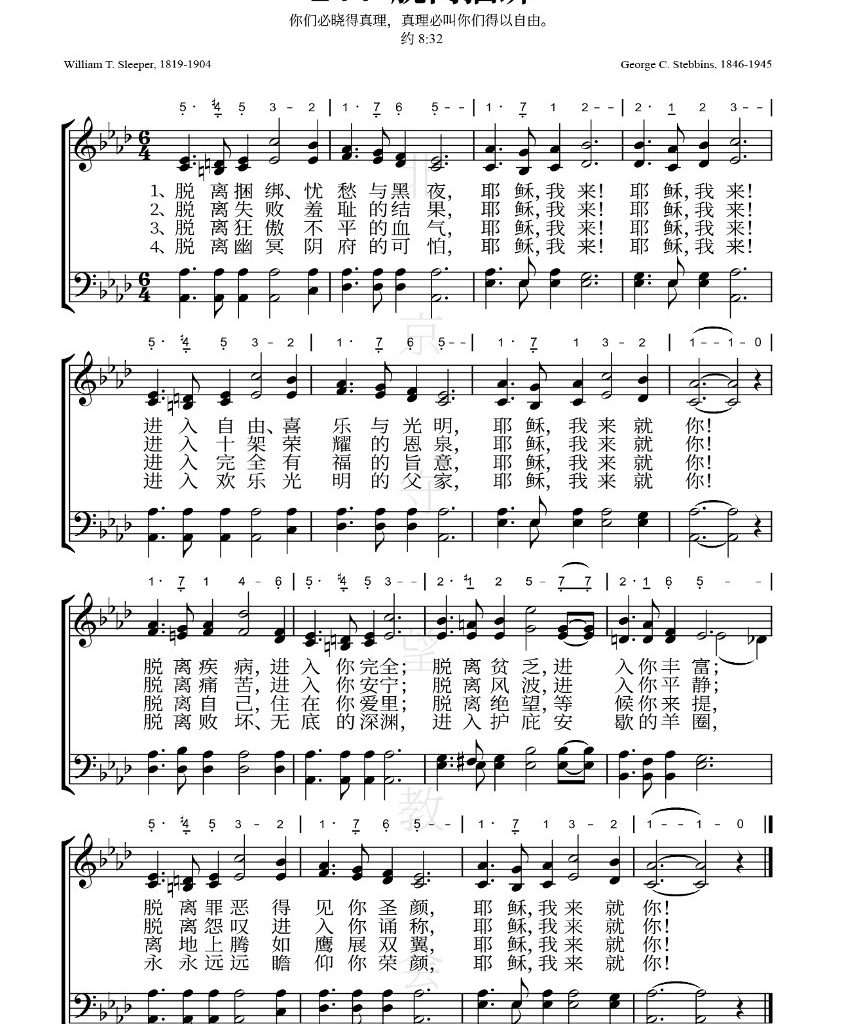 你们必晓得真理，真理必叫你们得以自由。
约 8:32
William T. Sleeper, 1819-1904
George C. Stebbins, 1846-1945
5· #4 5 3 – 2 | 1· 7 6 5 – – | 1· 7 1 2 – – | 2· 1 2 3 – – |
6
4
1、脱离捆绑、忧愁与黑夜，耶稣，我来！耶稣，我来！
2、脱离失败羞耻的结果，耶稣，我来！耶稣，我来！
3、脱离狂傲不平的血气，耶稣，我来！耶稣，我来！
4、脱离幽冥阴府的可怕，耶稣，我来！耶稣，我来！
6
4
5· #4 5 3 – 2 | 1· 7 6 5 – – | 1· 7 1 3 – 2 | 1 – – 1 – 0 |
进入自由、喜乐与光明，耶稣，我来就你！
进入十架荣耀的恩泉，耶稣，我来就你！
进入完全有福的旨意，耶稣，我来就你！
进入欢乐光明的父家，耶稣，我来就你！
1· 7 1 4 – 6 | 5· #4 5 3 – – | 2· #1 2 5 – 7 7 | 2· 1 6 5 – – |
脱离疾病，进入你完全；脱离贫乏，进入你丰富；
脱离痛苦，进入你安宁；脱离风波，进入你平静；
脱离自己，住在你爱里；脱离绝望，等候你来提，
脱离败坏、无底的深渊，进入护庇安歇的羊圈，
5· #4 5 3 – 2 | 1· 7 6 5 – – | 1· 7 1 3 – 2 | 1 – – 1 – 0 ||
脱离罪恶得见你圣颜，耶稣，我来就你！
脱离怨叹进入你诵称，耶稣，我来就你！
离地上腾如鹰展双翼，耶稣，我来就你！
永永远远瞻仰你荣颜，耶稣，我来就你！
北京守望教会